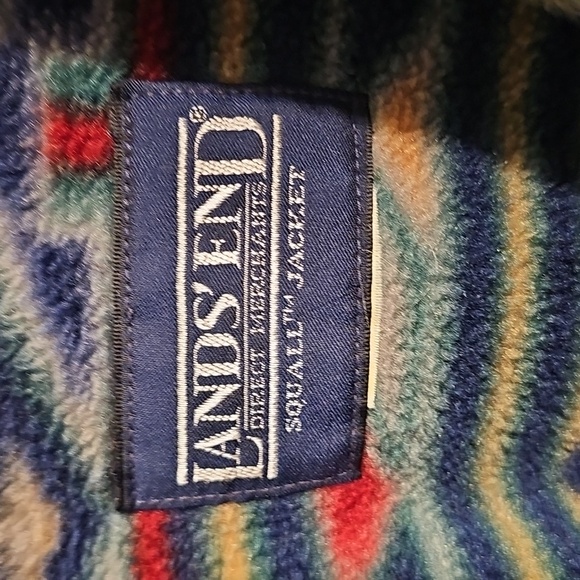 LANDS' END®
DIRECT MERCHANTS
SQUALL™ JACKET